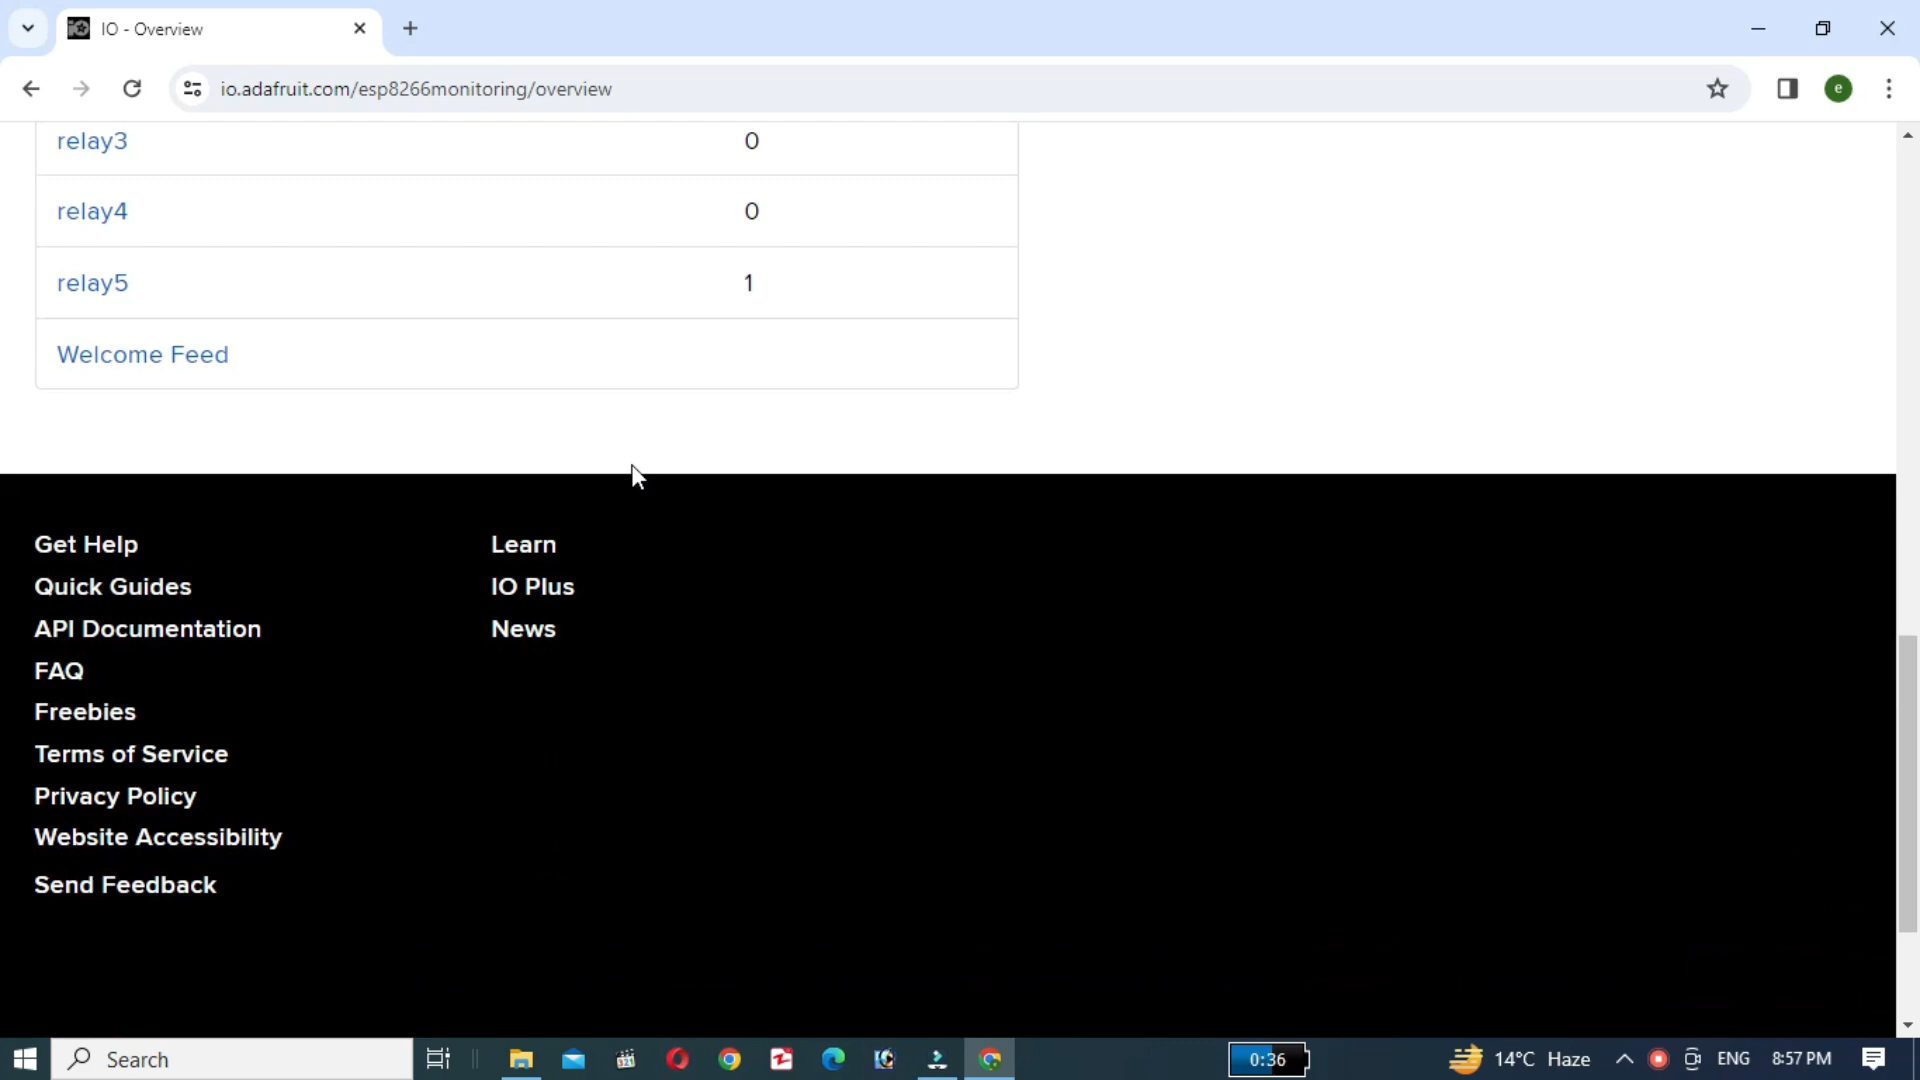 IO - Overview
io.adafruit.com/esp8266monitoring/overview
e
relay3 0
relay4 0
relay5 1
Welcome Feed
Get Help
Quick Guides
API Documentation
FAQ
Freebies
Terms of Service
Privacy Policy
Website Accessibility
Send Feedback
Learn
IO Plus
News
Search
0:36
14°C Haze
ENG
8:57 PM